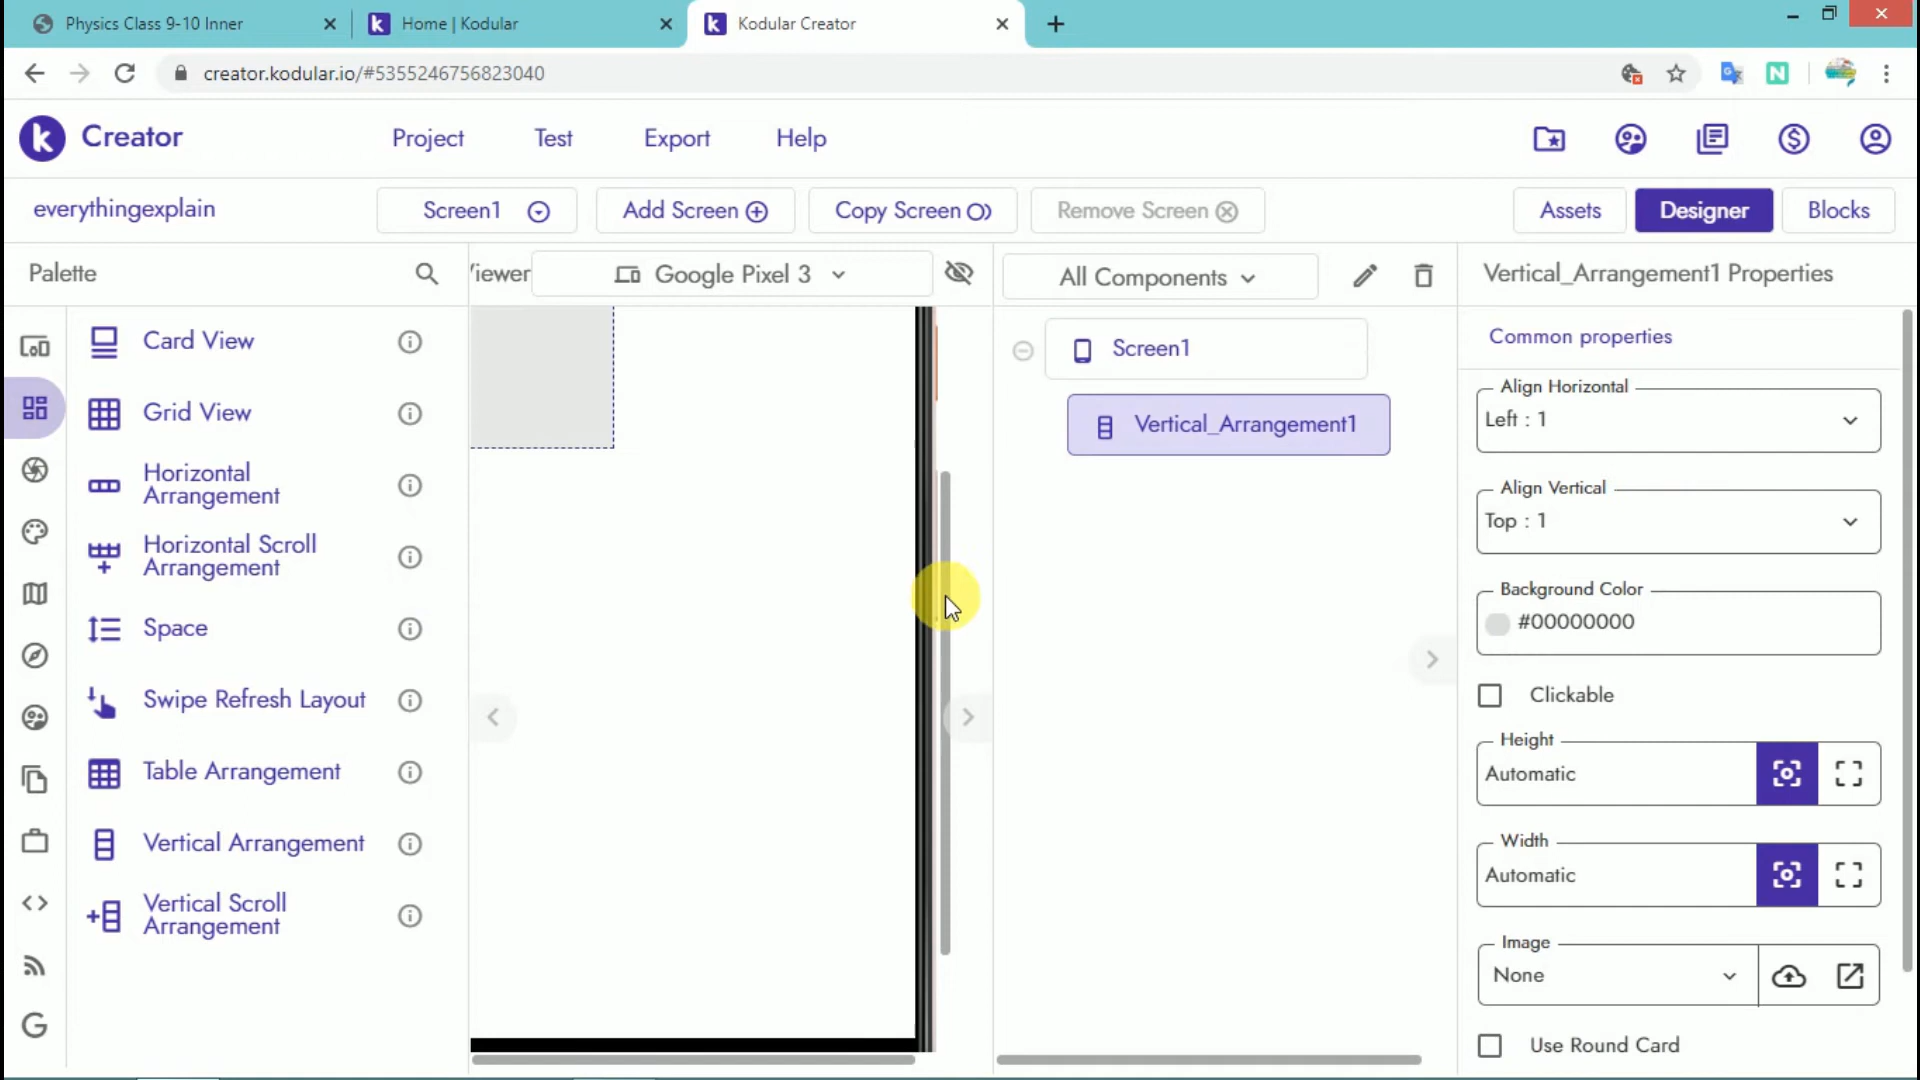 Physics Class 9-10 Inner
Home | Kodular
Kodular Creator
creator.kodular.io/#5355246756823040
Creator
Project
Test
Export
Help
everythingexplain
Screen1
Add Screen
Copy Screen
Remove Screen
Assets
Designer
Blocks
Palette
Viewer
Google Pixel 3
All Components
Vertical_Arrangement1 Properties
Card View
Grid View
Horizontal
Arrangement
Horizontal Scroll
Arrangement
Space
Swipe Refresh Layout
Table Arrangement
Vertical Arrangement
Vertical Scroll
Arrangement
Screen1
Vertical_Arrangement1
Common properties
Align Horizontal
Left : 1
Align Vertical
Top : 1
Background Color
#00000000
Clickable
Height
Automatic
Width
Automatic
Image
None
Use Round Card